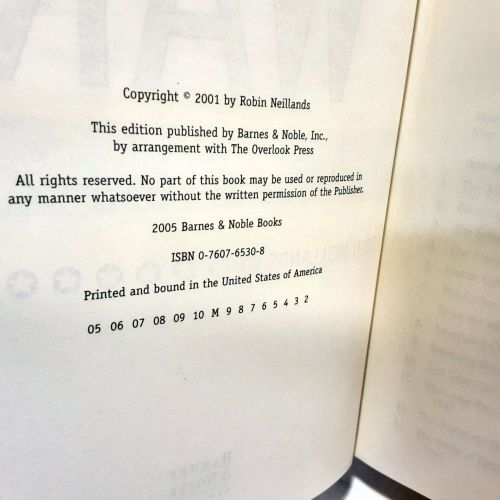 Copyright © 2001 by Robin Neillands
This edition published by Barnes & Noble, Inc.,
by arrangement with The Overlook Press
All rights reserved. No part of this book may be used or reproduced in
any manner whatsoever without the written permission of the Publisher.
2005 Barnes & Noble Books
ISBN 0-7607-6530-8
Printed and bound in the United States of America
05 06 07 08 09 10 M 9 8 7 6 5 4 3 2